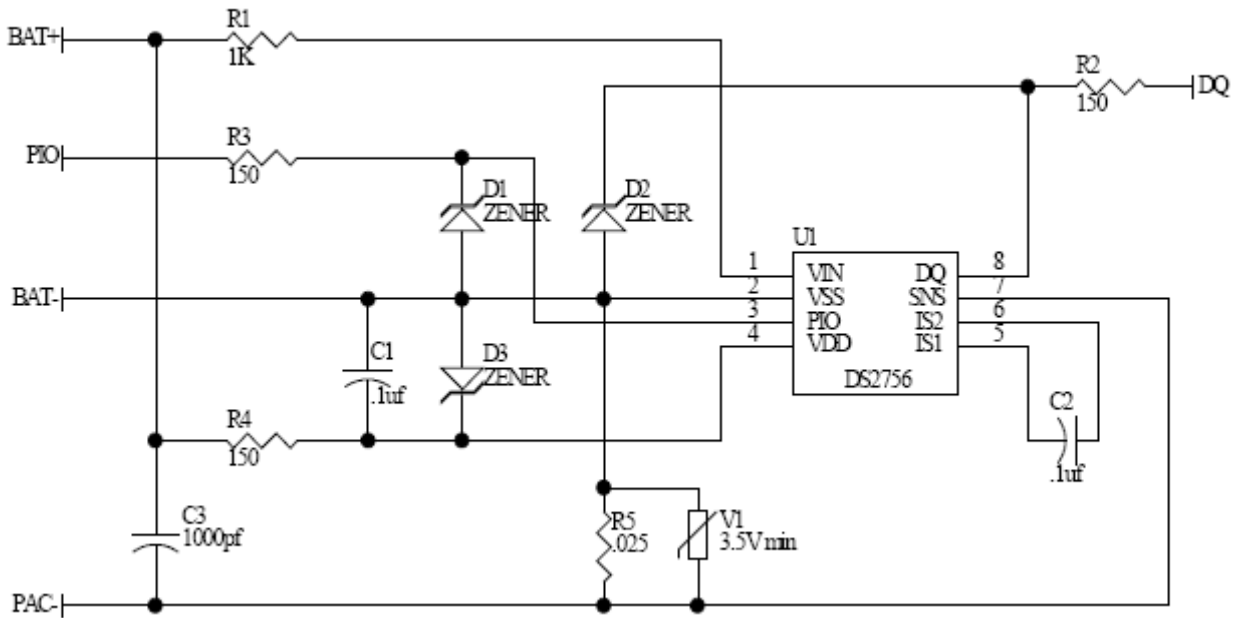 BAT+
R1
1K
R2
150
DQ
PIO
R3
150
D1
ZENER
D2
ZENER
U1
1
VIN
DQ
8
BAT-
2
VSS
SNS
7
3
PIO
IS2
6
4
VDD
IS1
5
DS2756
C1
.1uf
D3
ZENER
C2
.1uf
R4
150
C3
1000pf
R5
.025
V1
3.5V min
PAC-